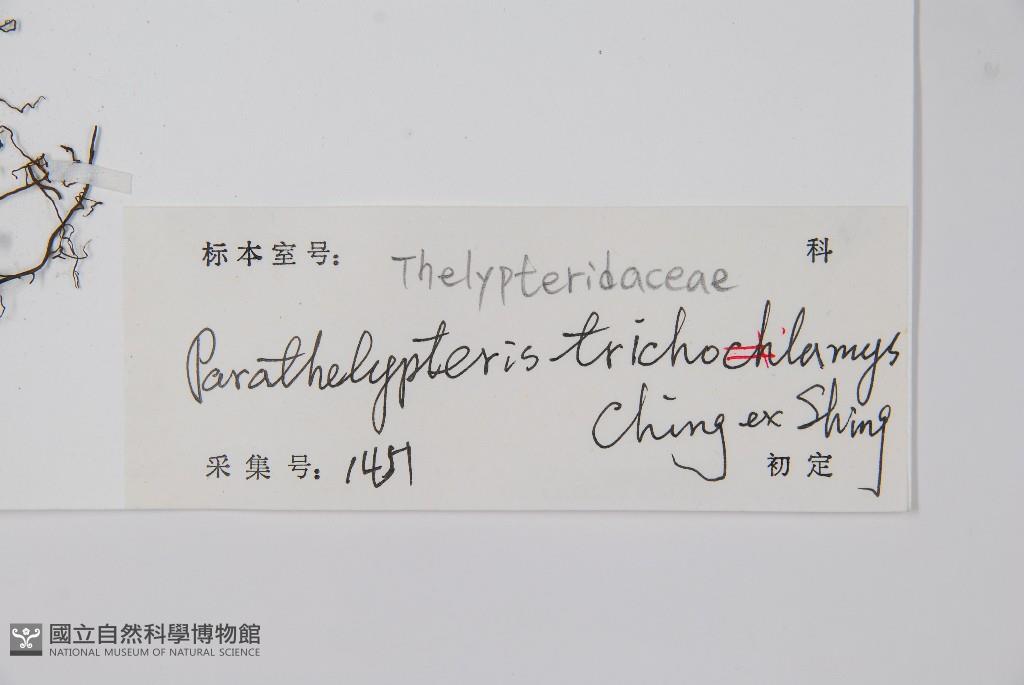 标本室号: Thelypteridaceae 科
Parathelypteris trichochlamys
Ching ex Shing
采集号: 1451 初定
國立自然科學博物館
NATIONAL MUSEUM OF NATURAL SCIENCE